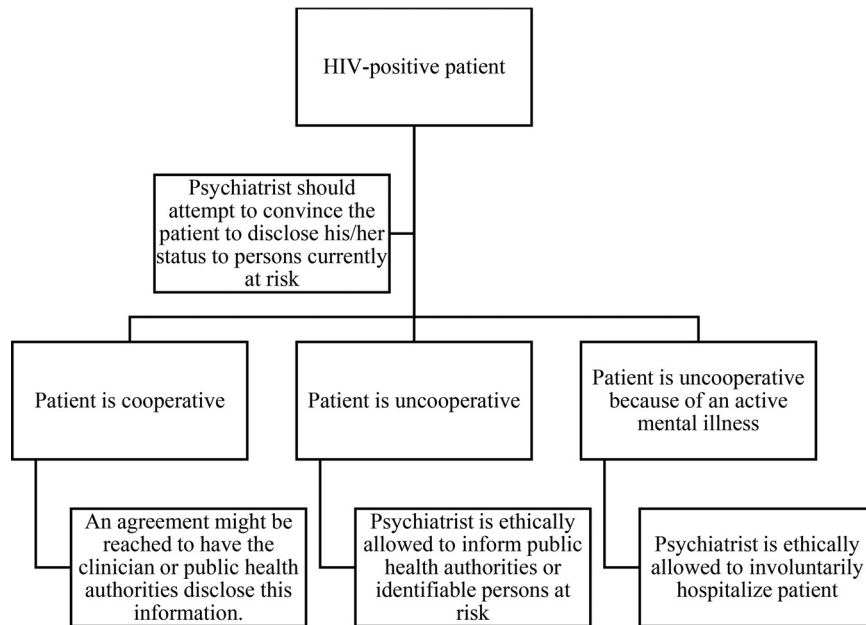 HIV-positive patient
Psychiatrist should
attempt to convince the
patient to disclose his/her
status to persons currently
at risk
Patient is cooperative
Patient is uncooperative
Patient is uncooperative
because of an active
mental illness
An agreement might be
reached to have the
clinician or public health
authorities disclose this
information.
Psychiatrist is ethically
allowed to inform public
health authorities or
identifiable persons at
risk
Psychiatrist is ethically
allowed to involuntarily
hospitalize patient